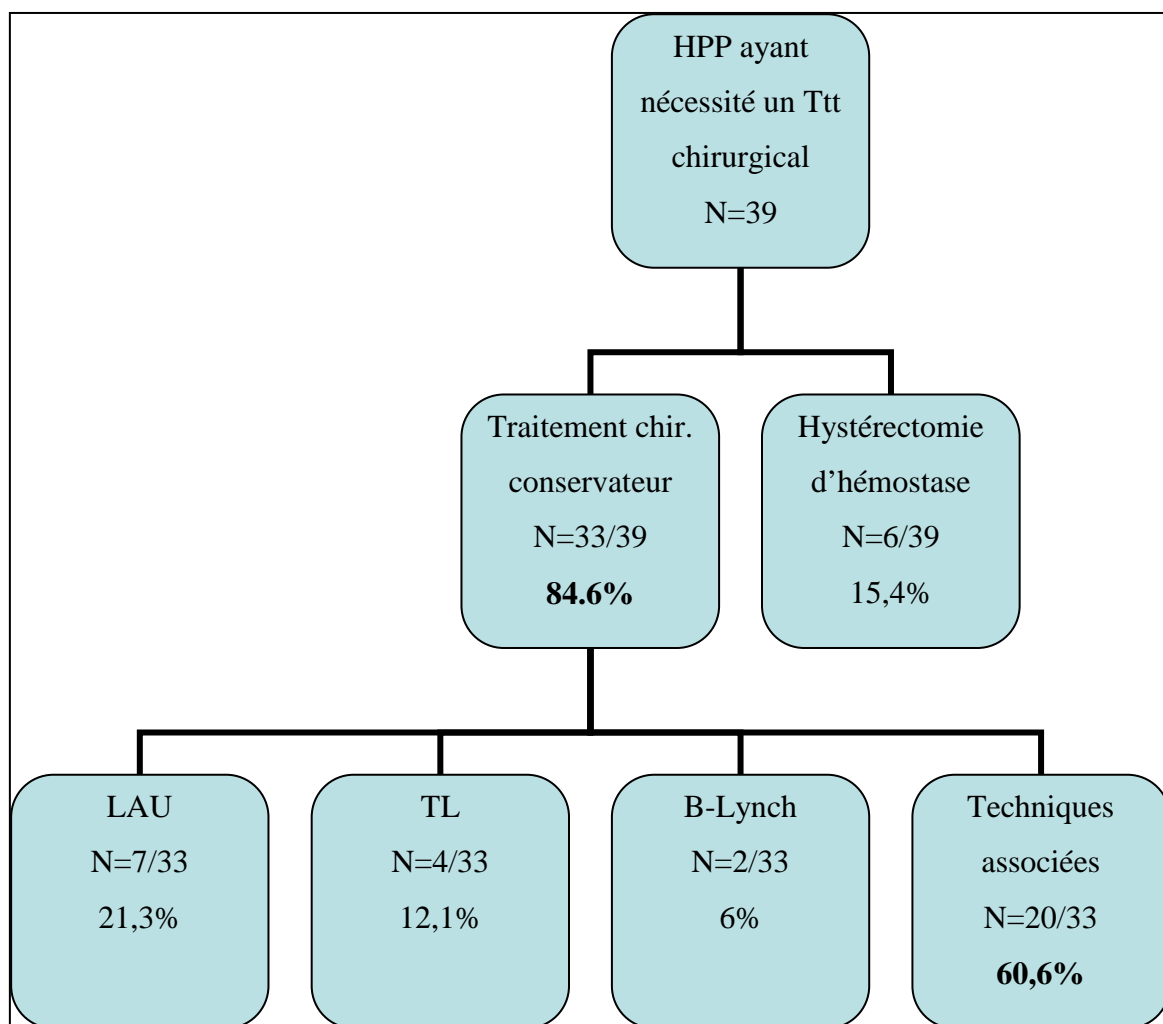 HPP ayant
nécessité un Ttt
chirurgical
N=39
Traitement chir.
conservateur
N=33/39
84.6%
Hystérectomie
d’hémostase
N=6/39
15,4%
LAU
N=7/33
21,3%
TL
N=4/33
12,1%
B-Lynch
N=2/33
6%
Techniques
associées
N=20/33
60,6%